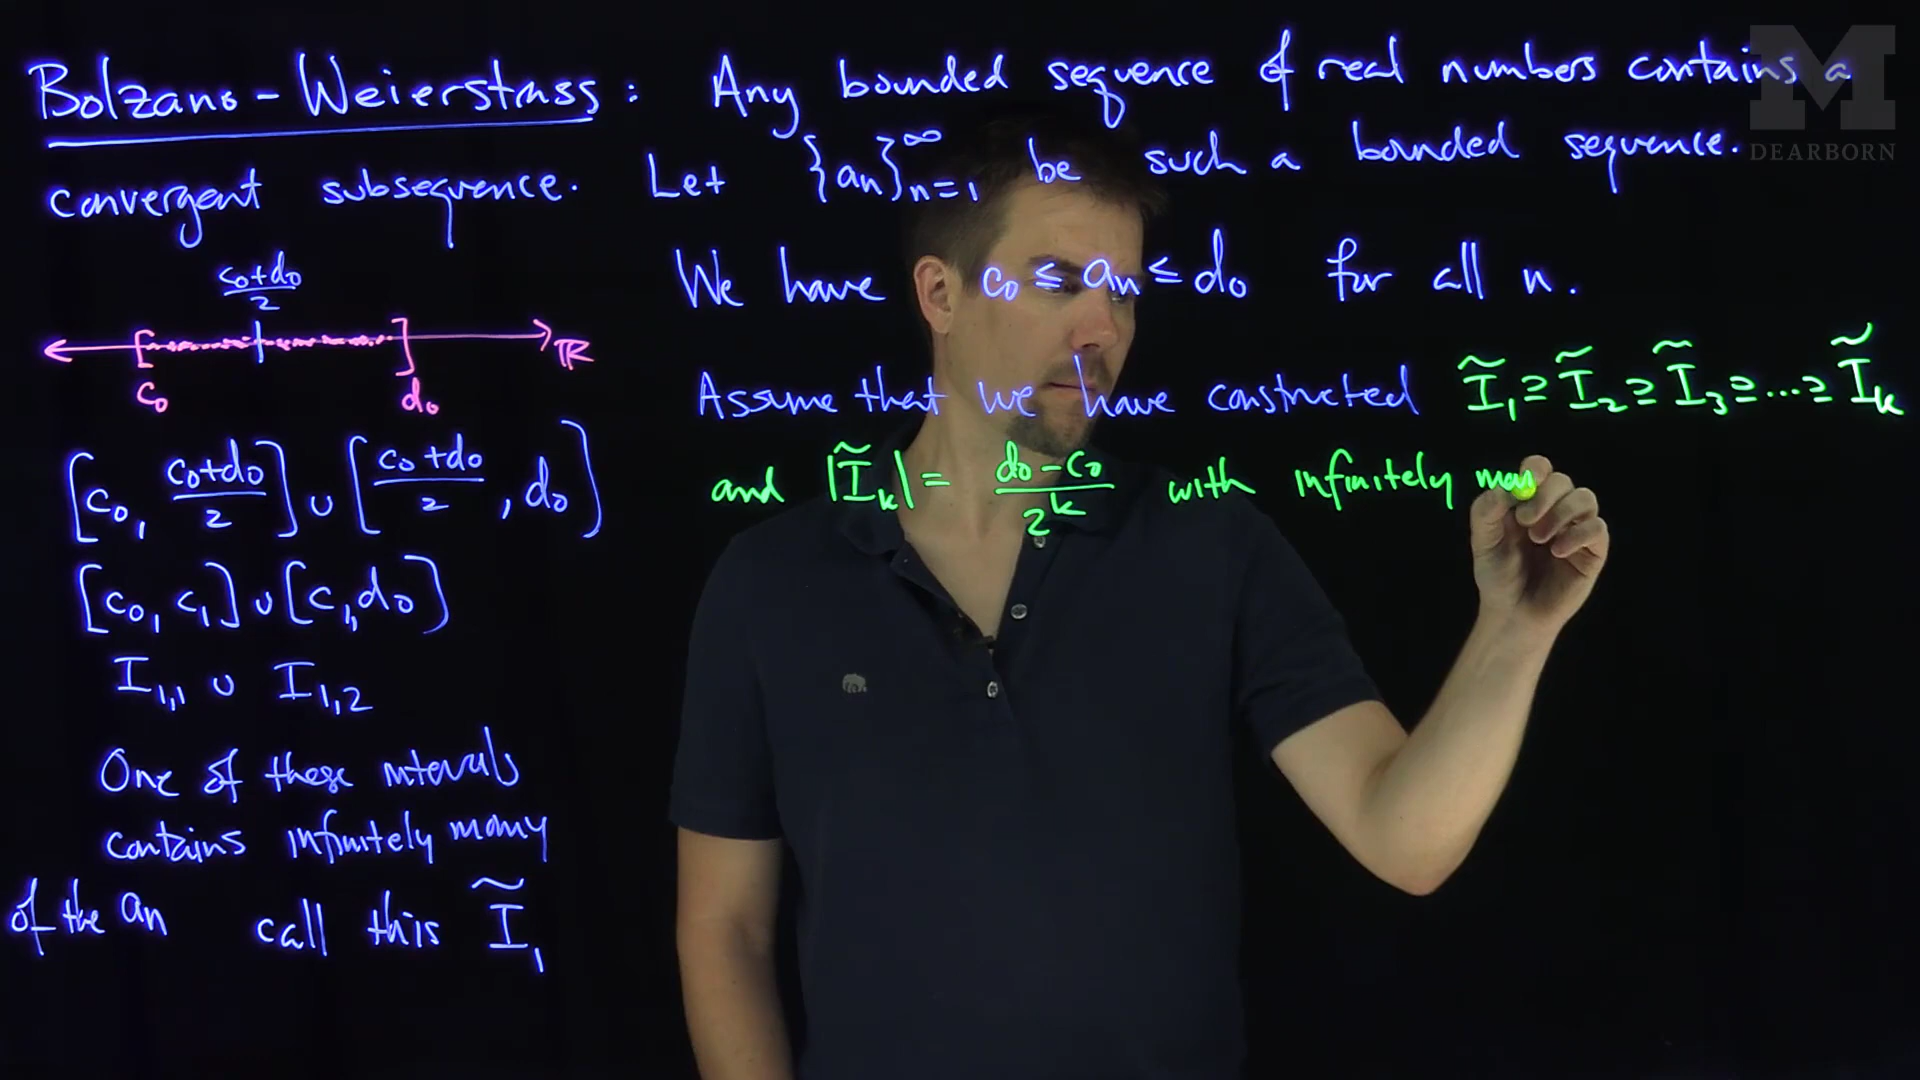 Bolzano-Weierstrass: Any bounded sequence of real numbers contains a
convergent subsequence. Let {an}∞n=1 be such a bounded sequence.
M
DEARBORN
We have c₀ ≤ an ≤ d₀ for all n.
Assume that we have constructed Ĩ₁ ⊇ Ĩ₂ ⊇ Ĩ₃ ⊇ ... ⊇ Ĩk
and |Ĩk| = (d₀ - c₀)/2^k with infinitely man
(c₀+d₀)/2
[ ] ℝ
c₀ d₀
[c₀, (c₀+d₀)/2] ∪ [(c₀+d₀)/2, d₀]
[c₀, c₁] ∪ [c₁, d₀]
I₁,₁ ∪ I₁,₂
One of these intervals
contains infinitely many
of the an call this Ĩ₁